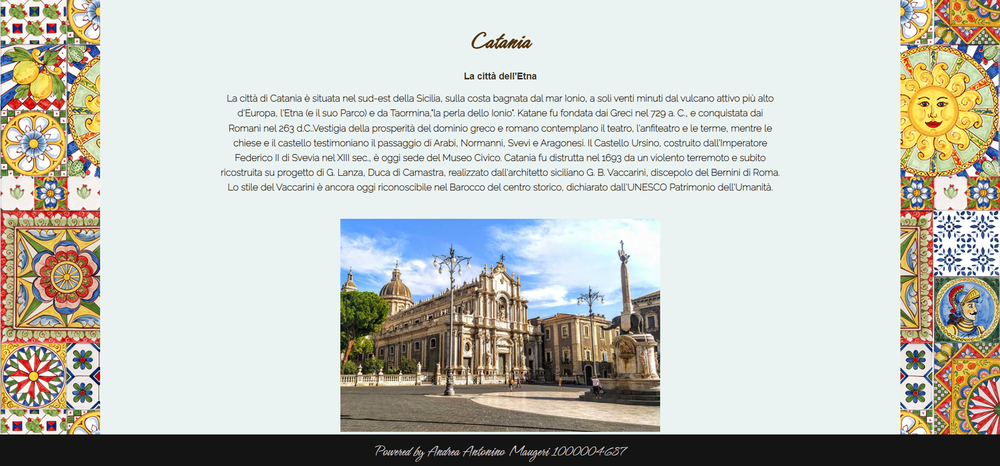 Catania
La città dell'Etna
La città di Catania è situata nel sud-est della Sicilia, sulla costa bagnata dal mar Ionio, a soli venti minuti dal vulcano attivo più alto
d'Europa, l'Etna (e il suo Parco) e da Taormina,"la perla dello Ionio". Katane fu fondata dai Greci nel 729 a. C., e conquistata dai
Romani nel 263 d.C..Vestigia della prosperità del dominio greco e romano contemplano il teatro, l'anfiteatro e le terme, mentre le
chiese e il castello testimoniano il passaggio di Arabi, Normanni, Svevi e Aragonesi. Il Castello Ursino, costruito dall'Imperatore
Federico II di Svevia nel XIII sec., è oggi sede del Museo Civico. Catania fu distrutta nel 1693 da un violento terremoto e subito
ricostruita su progetto di G. Lanza, Duca di Camastra, realizzato dall'architetto siciliano G. B. Vaccarini, discepolo del Bernini di Roma.
Lo stile del Vaccarini è ancora oggi riconoscibile nel Barocco del centro storico, dichiarato dall'UNESCO Patrimonio dell'Umanità.
Powered by Andrea Antonino Maugeri 1000004687